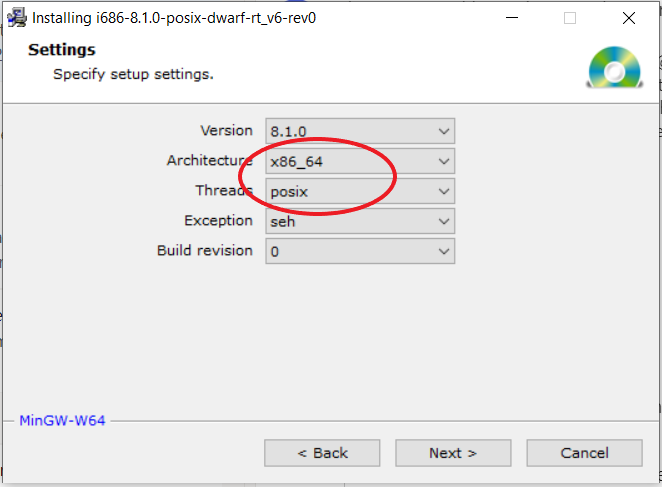 Installing i686-8.1.0-posix-dwarf-rt_v6-rev0
Settings
Specify setup settings.
Version 8.1.0
Architecture x86_64
Threads posix
Exception seh
Build revision 0
MinGW-W64
< Back Next > Cancel